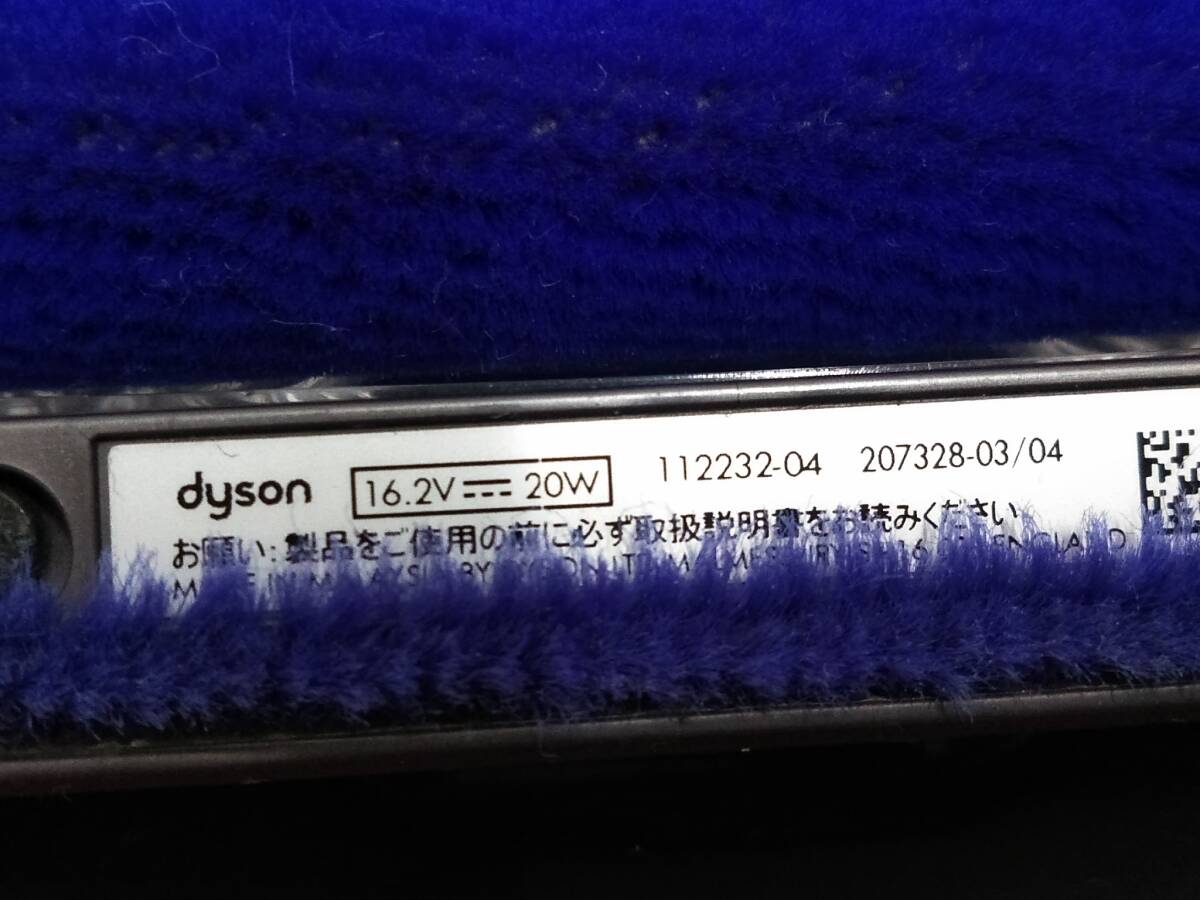 dyson 16.2V 20W 112232-04 207328-03/04
お願い:製品をご使用の前に必ず取扱説明書をお読みください
ENGLAND